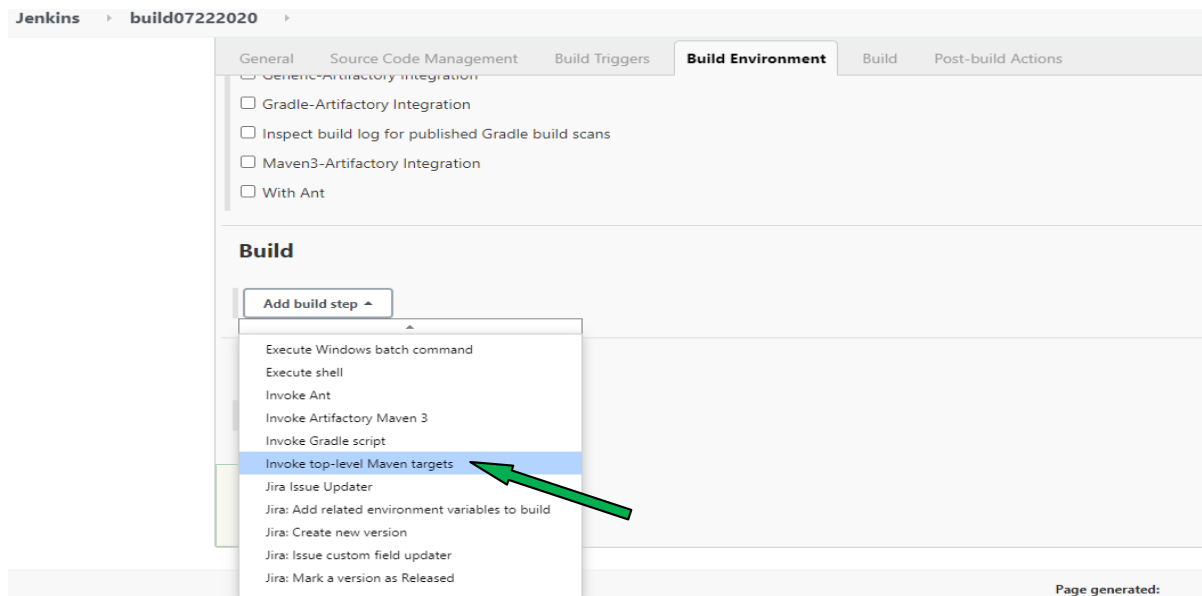 Jenkins build07222020
General Source Code Management Build Triggers Build Environment Build Post-build Actions
Generic-Artifactory Integration
Gradle-Artifactory Integration
Inspect build log for published Gradle build scans
Maven3-Artifactory Integration
With Ant
Build
Add build step
Execute Windows batch command
Execute shell
Invoke Ant
Invoke Artifactory Maven 3
Invoke Gradle script
Invoke top-level Maven targets
Jira Issue Updater
Jira: Add related environment variables to build
Jira: Create new version
Jira: Issue custom field updater
Jira: Mark a version as Released
Page generated: